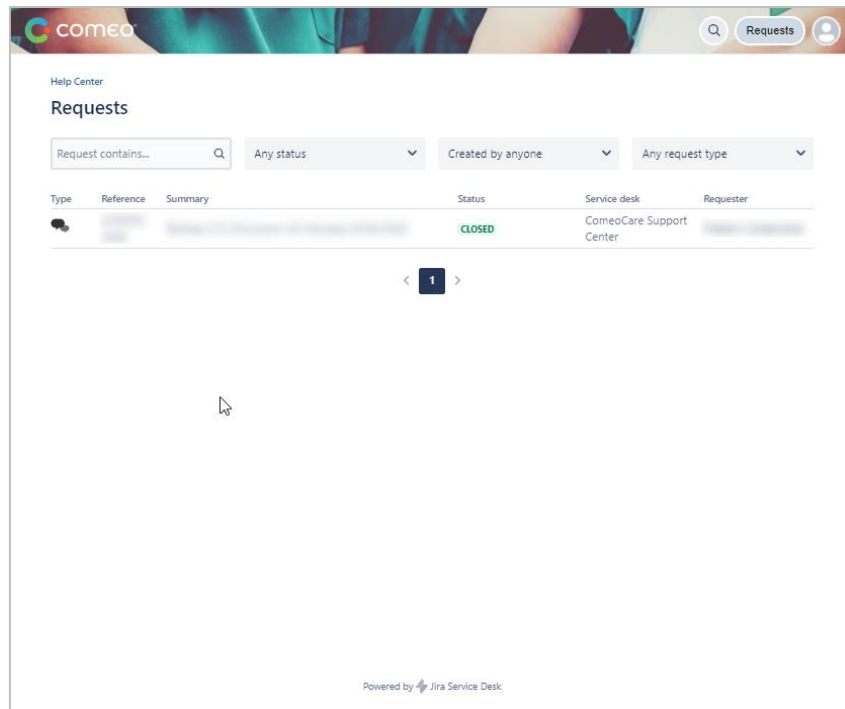 comeo
Requests
Help Center
Requests
Request contains...
Any status
Created by anyone
Any request type
Type Reference Summary Status Service desk Requester
CLOSED
ComeoCare Support
Center
1
Powered by Jira Service Desk